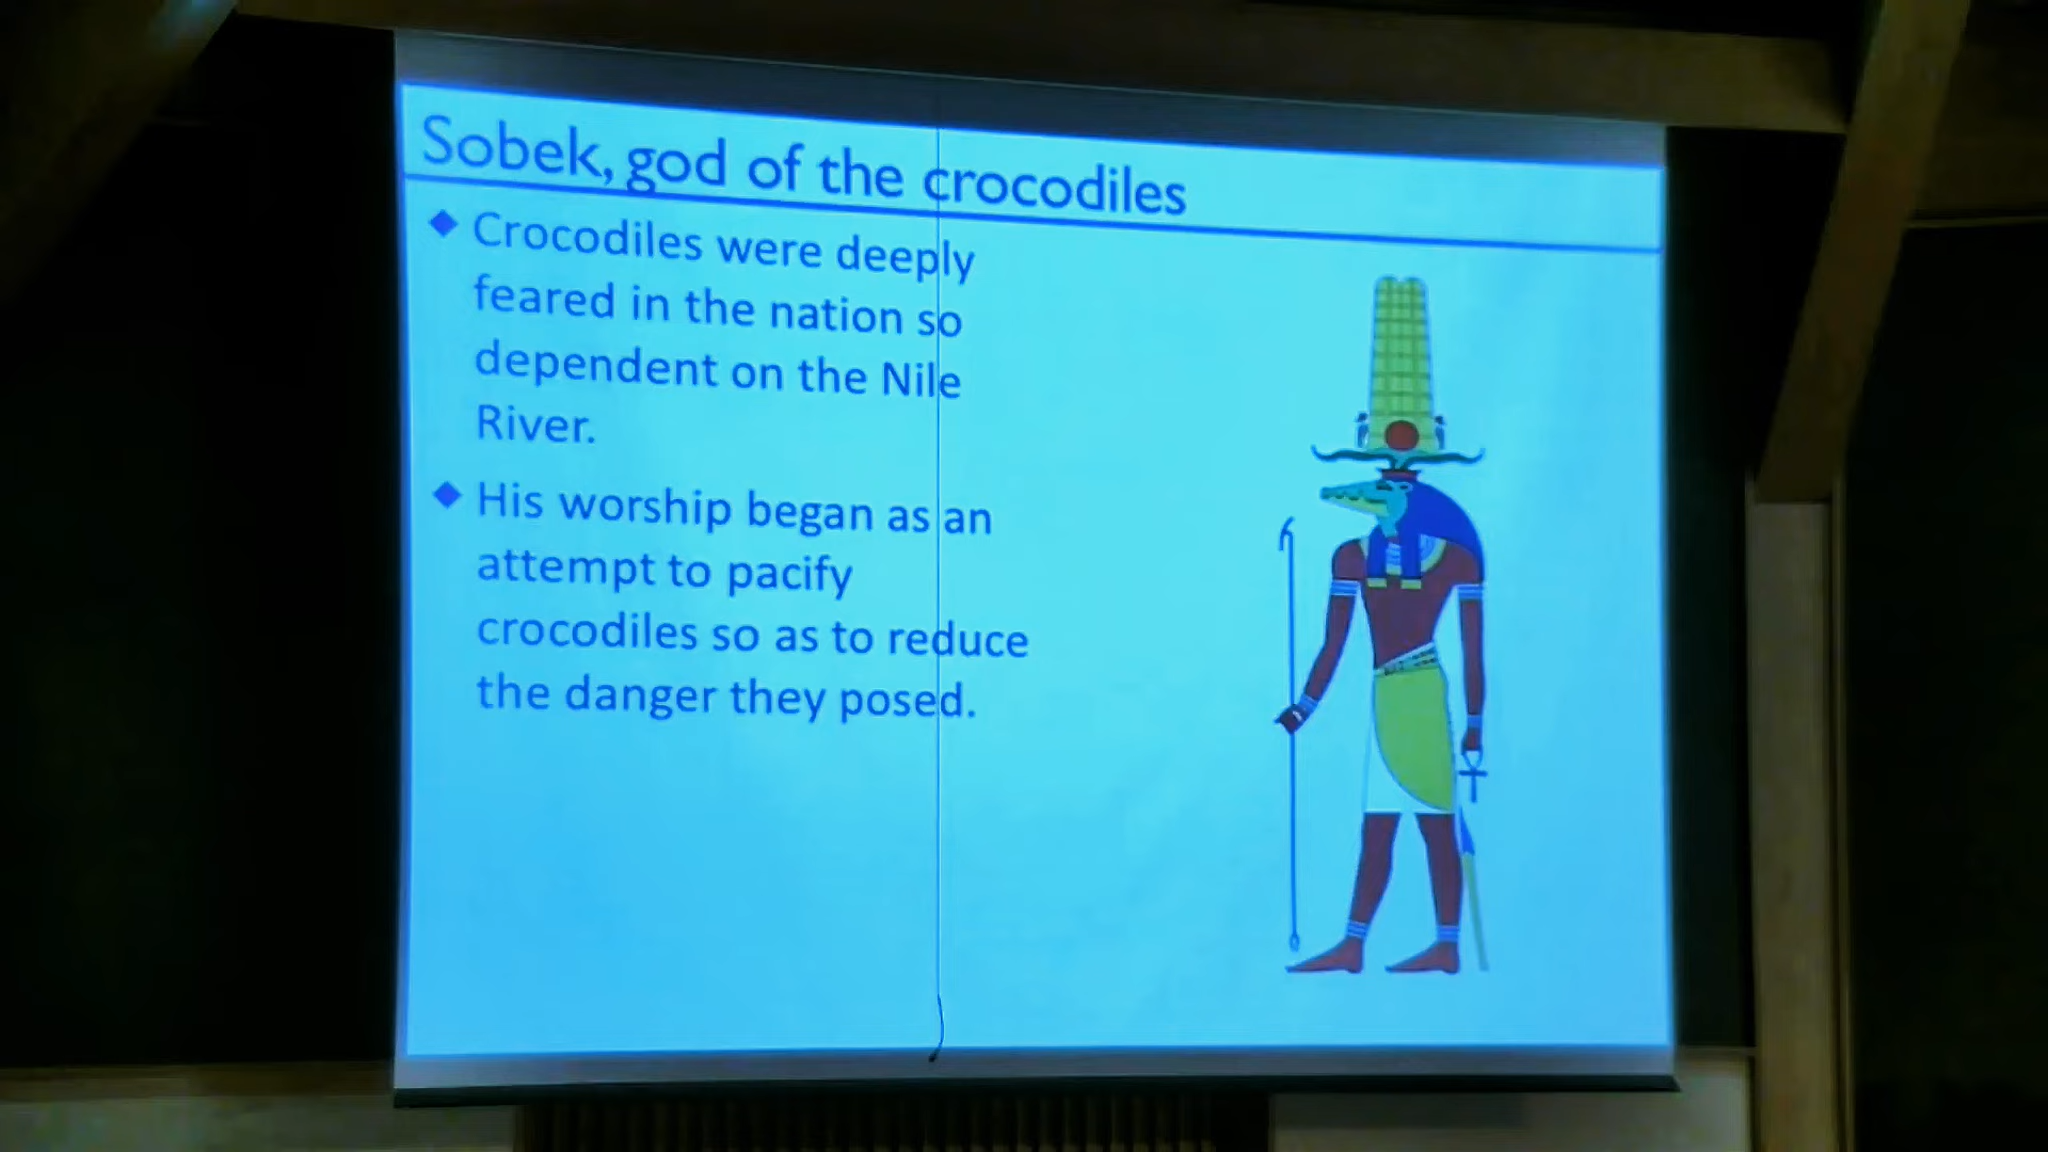 Sobek, god of the crocodiles
Crocodiles were deeply
feared in the nation so
dependent on the Nile
River.
His worship began as an
attempt to pacify
crocodiles so as to reduce
the danger they posed.